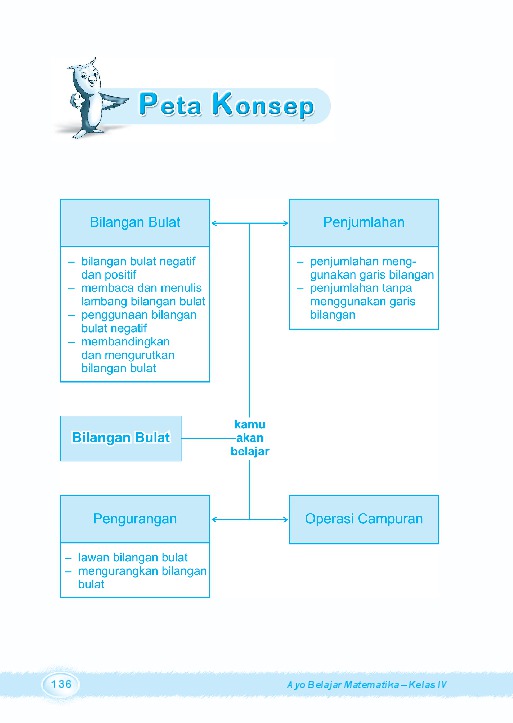 Peta Konsep
Bilangan Bulat
– bilangan bulat negatif
dan positif
– membaca dan menulis
lambang bilangan bulat
– penggunaan bilangan
bulat negatif
– membandingkan
dan mengurutkan
bilangan bulat
Penjumlahan
– penjumlahan meng-
gunakan garis bilangan
– penjumlahan tanpa
menggunakan garis
bilangan
Bilangan Bulat
kamu
akan
belajar
Pengurangan
– lawan bilangan bulat
– mengurangkan bilangan
bulat
Operasi Campuran
136
Ayo Belajar Matematika – Kelas IV